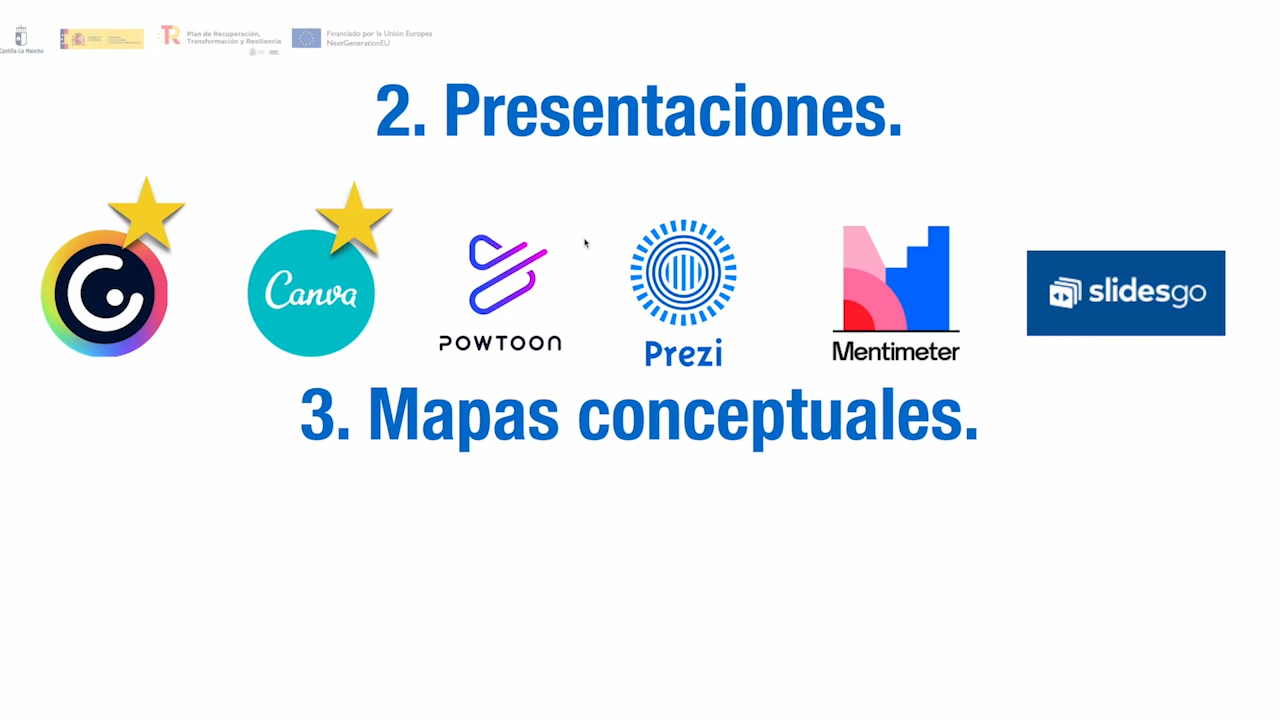 Castilla-La Mancha
Plan de Recuperación,
Transformación y Resiliencia
Financiado por la Unión Europea
NextGenerationEU
2. Presentaciones.
Canva
POWTOON
Prezi
Mentimeter
slidesgo
3. Mapas conceptuales.